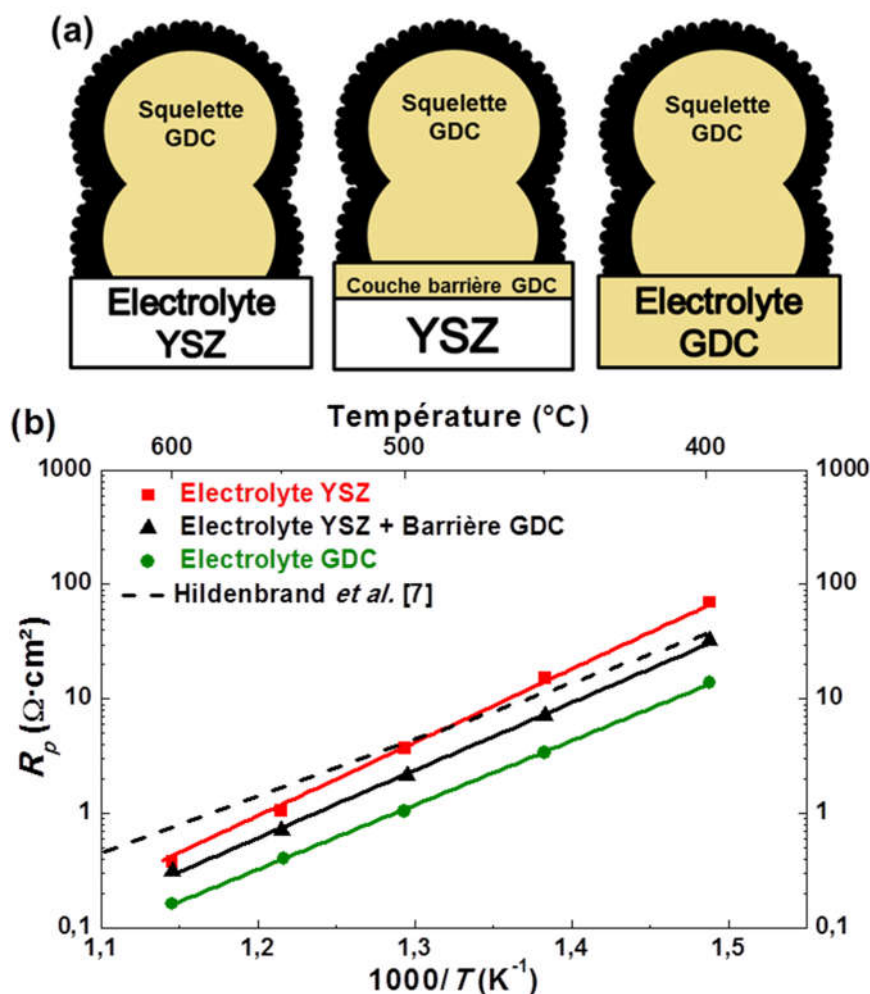 (a)
Squelette
GDC
Squelette
GDC
Squelette
GDC
Electrolyte
YSZ
Couche barrière GDC
YSZ
Electrolyte
GDC
(b)
Température (°C)
600 500 400
1000 1000
100 100
10 10
1 1
0,1 0,1
Electrolyte YSZ
Electrolyte YSZ + Barrière GDC
Electrolyte GDC
Hildenbrand et al. [7]
Rp (Ω·cm²)
1,1 1,2 1,3 1,4 1,5
1000/T (K⁻¹)